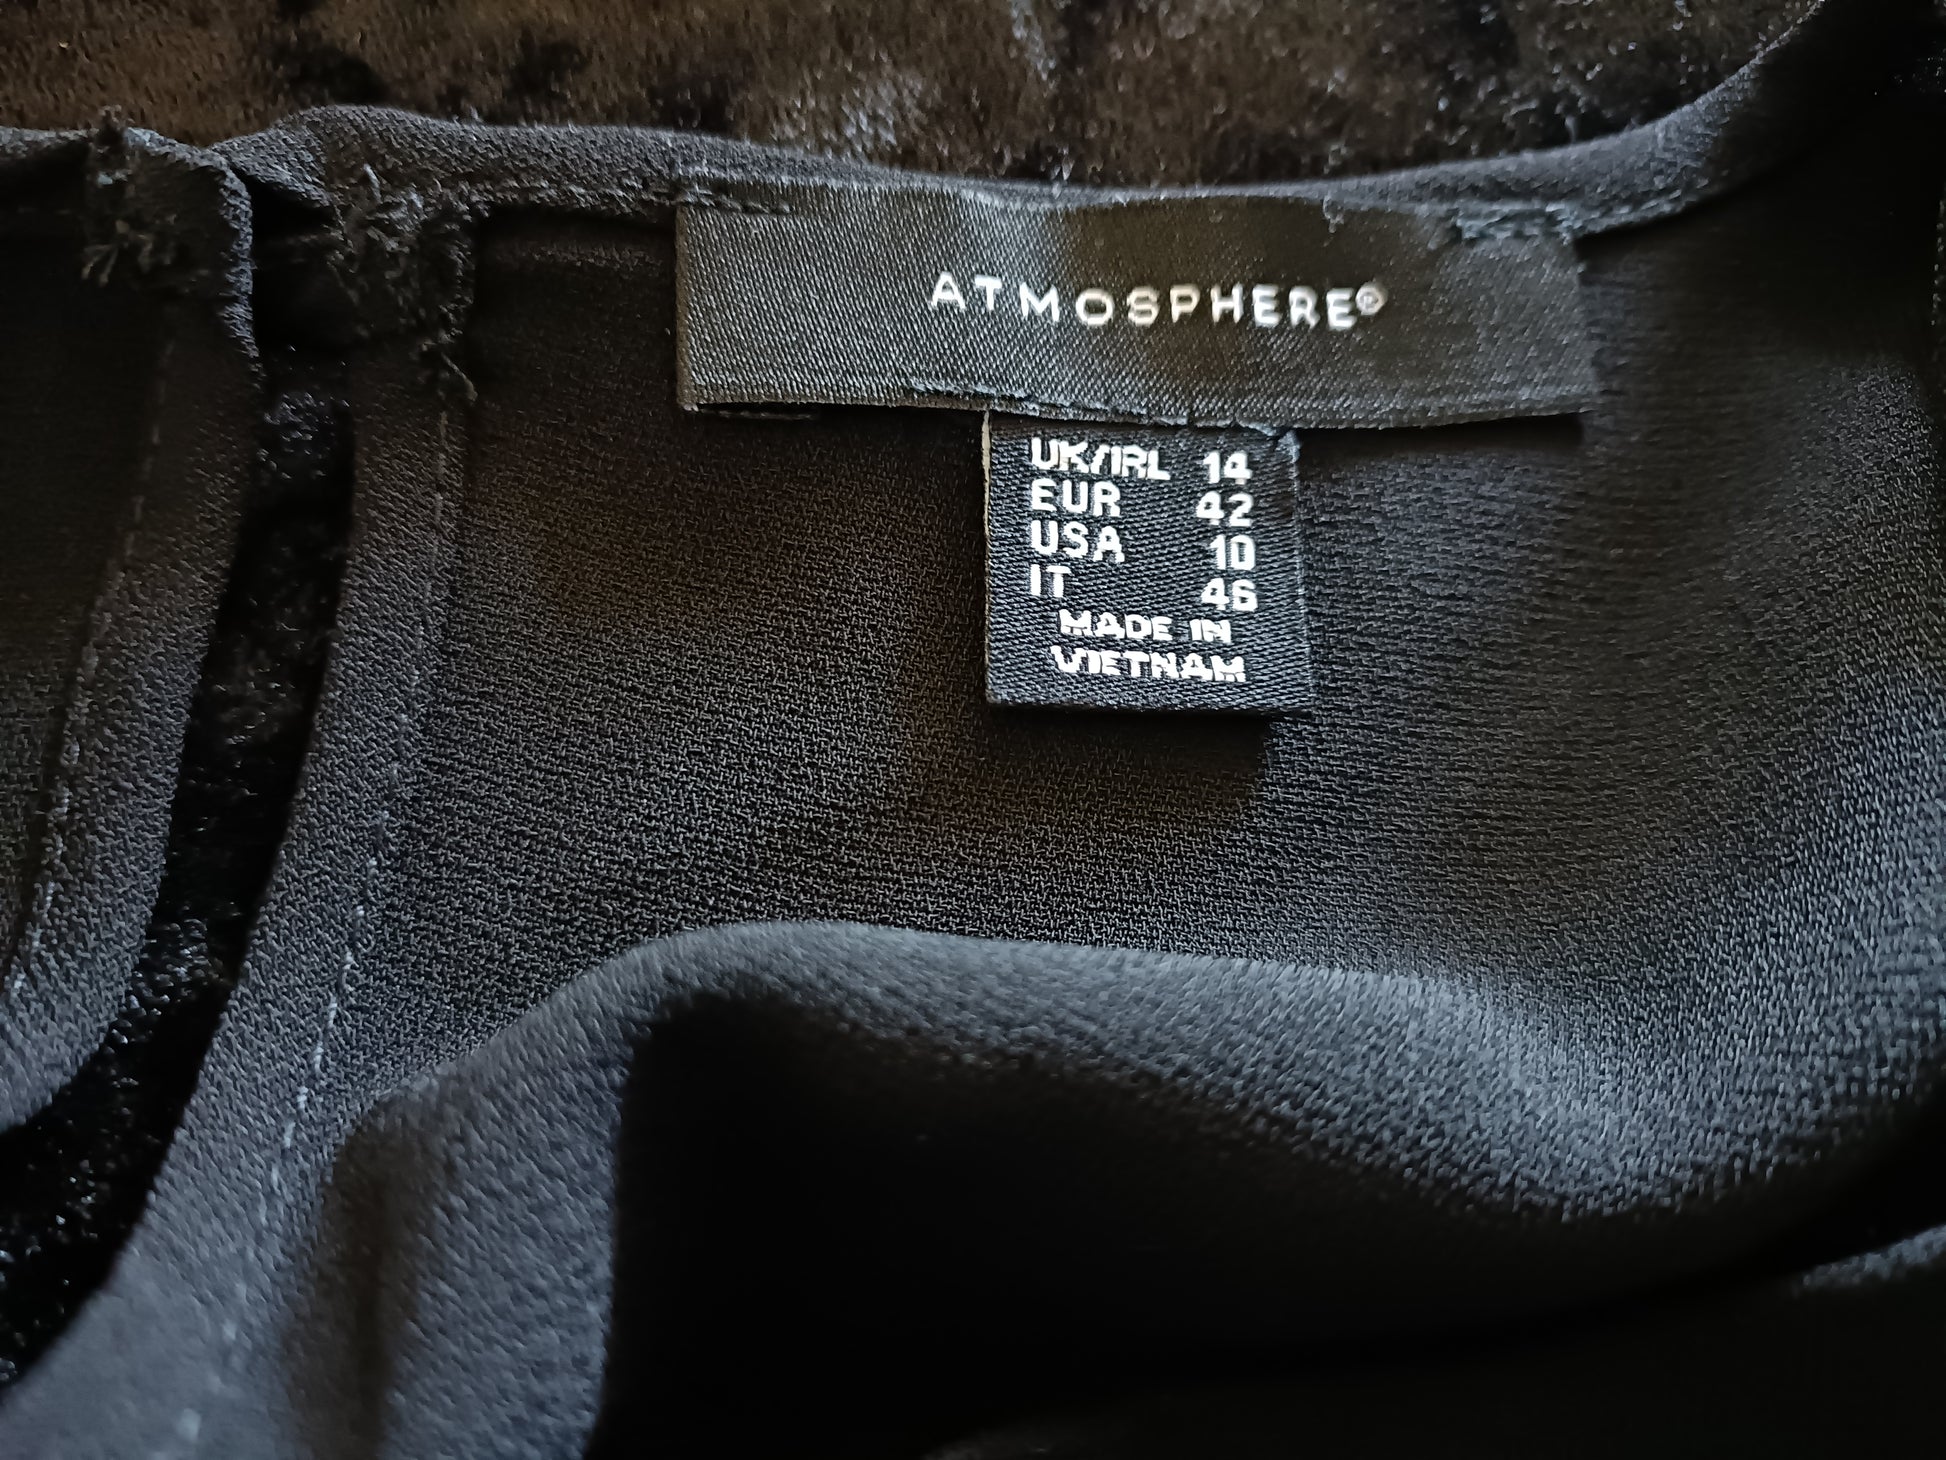 ATMOSPHERE®
UK/IRL 14
EUR 42
USA 10
IT 46
MADE IN
VIETNAM